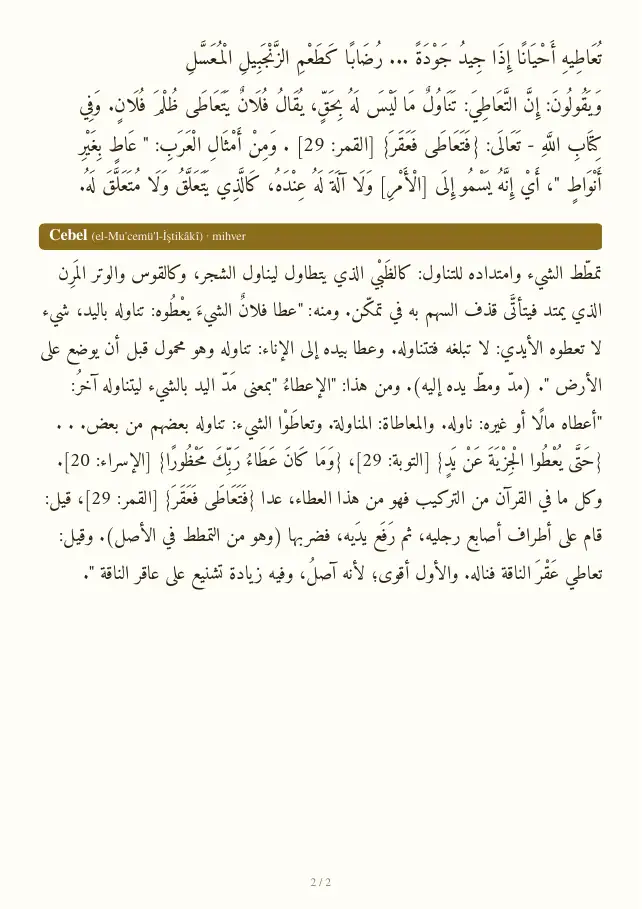 تُعَاطِيهِ أَحْيَانًا إِذَا جِيدُ جَوْدَةً ... رُضَابًا كَطَعْمِ الزَّنْجَبِيلِ الْمُعَسَّلِ
وَيَقُولُونَ: إِنَّ التَّعَاطِيَ: تَنَاوُلُ مَا لَيْسَ لَهُ بِحَقٍّ، يُقَالُ فُلَانٌ يَتَعَاطَى ظُلْمَ فُلَانٍ. وَفِي
كِتَابِ اللَّهِ - تَعَالَى: {فَتَعَاطَى فَعَقَرَ} [القمر: 29] . وَمِنْ أَمْثَالِ الْعَرَبِ: " عَاطٍ بِغَيْرِ
أَنْوَاطٍ "، أَيْ إِنَّهُ يَسْمُو إِلَى [الْأَمْرِ] وَلَا آلَةَ لَهُ عِنْدَهُ، كَالَّذِي يَتَعَلَّقُ وَلَا مُتَعَلَّقَ لَهُ.
Cebel (el-Mu'cemü'l-İştikâkî) · mihver
تمطّط الشيء وامتداده للتناول: كالظَبْي الذي يتطاول ليناول الشجر، وكالقوس والوتر المَرِن
الذي يمتد فيتأتَّى قذف السهم به في تمكّن. ومنه: "عطا فلانٌ الشيءَ يعْطُوه: تناوله باليد، شيء
لا تعطوه الأيدي: لا تبلغه فتتناوله. وعطا بيده إلى الإناء: تناوله وهو محمول قبل أن يوضع على
الأرض ". (مدّ ومطّ يده إليه). ومن هذا: "الإعطاءُ "بمعنى مَدّ اليد بالشيء ليتناوله آخرُ:
"أعطاه مالًا أو غيره: ناوله. والمعاطاة: المناولة. وتعاطَوْا الشيء: تناوله بعضهم من بعض. . .
{حَتَّى يُعْطُوا الْجِزْيَةَ عَنْ يَدٍ} [التوبة: 29]، {وَمَا كَانَ عَطَاءُ رَبِّكَ مَحْظُورًا} [الإسراء: 20].
وكل ما في القرآن من التركيب فهو من هذا العطاء، عدا {فَتَعَاطَى فَعَقَرَ} [القمر: 29]، قيل:
قام على أطراف أصابع رجليه، ثم رَفَع يدَيه، فضربها (وهو من التمطط في الأصل). وقيل:
تعاطي عَقْرَ الناقة فناله. والأول أقوى؛ لأنه آصلُ، وفيه زيادة تشنيع على عاقر الناقة ".
2 / 2